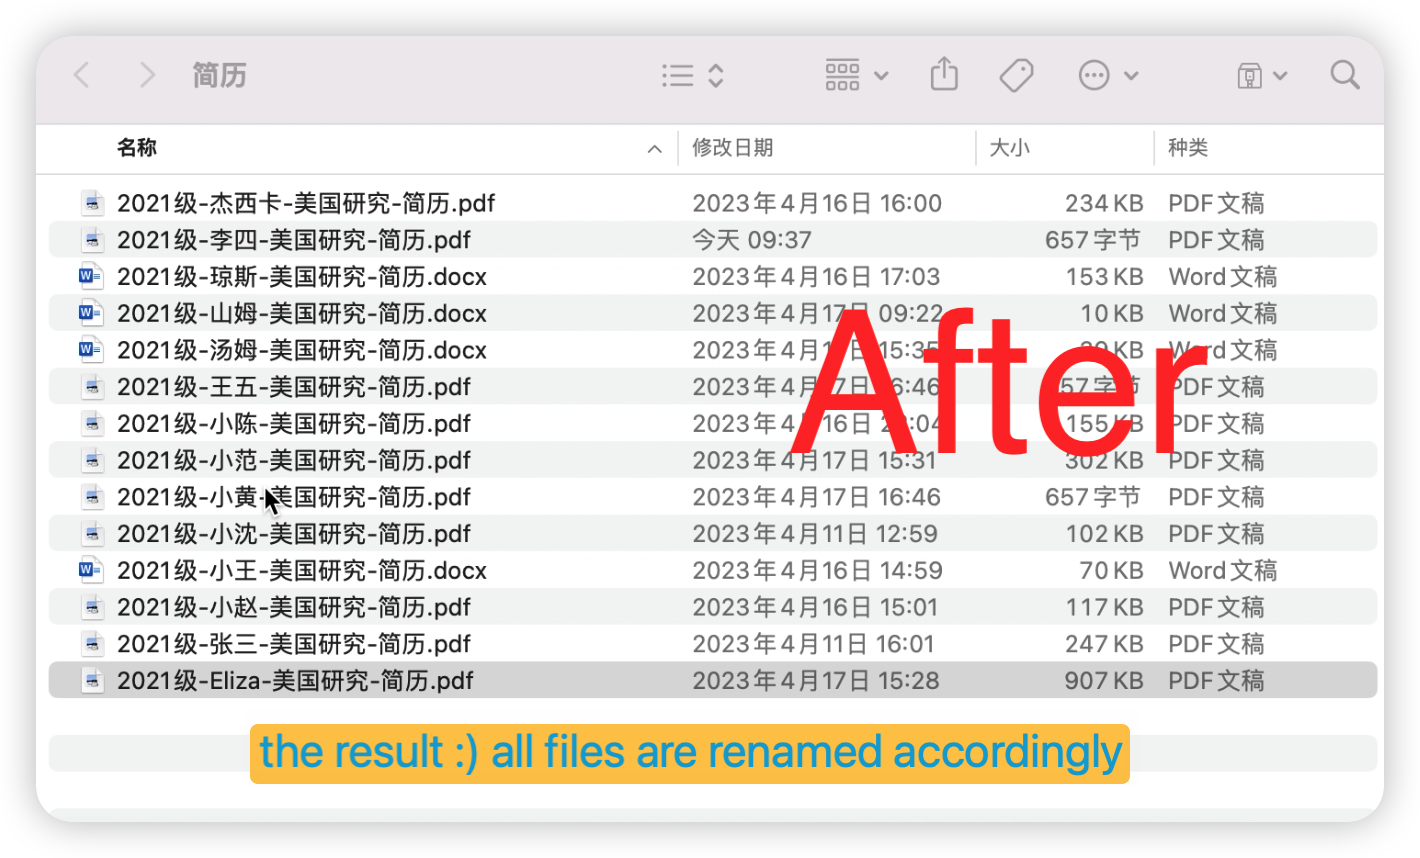 简历
名称 修改日期 大小 种类
2021级-杰西卡-美国研究-简历.pdf 2023年4月16日 16:00 234 KB PDF文稿
2021级-李四-美国研究-简历.pdf 今天 09:37 657字节 PDF文稿
2021级-琼斯-美国研究-简历.docx 2023年4月16日 17:03 153 KB Word文稿
2021级-山姆-美国研究-简历.docx 2023年4月17日 09:22 10 KB Word文稿
2021级-汤姆-美国研究-简历.docx 2023年4月 15:35 KB Word文稿
2021级-王五-美国研究-简历.pdf 2023年4月17日 16:46 657字节 PDF文稿
2021级-小陈-美国研究-简历.pdf 2023年4月16日 155 KB PDF文稿
2021级-小范-美国研究-简历.pdf 2023年4月17日 15:31 302 KB PDF文稿
2021级-小黄-美国研究-简历.pdf 2023年4月17日 16:46 657字节 PDF文稿
2021级-小沈-美国研究-简历.pdf 2023年4月11日 12:59 102 KB PDF文稿
2021级-小王-美国研究-简历.docx 2023年4月16日 14:59 70 KB Word文稿
2021级-小赵-美国研究-简历.pdf 2023年4月16日 15:01 117 KB PDF文稿
2021级-张三-美国研究-简历.pdf 2023年4月11日 16:01 247 KB PDF文稿
2021级-Eliza-美国研究-简历.pdf 2023年4月17日 15:28 907 KB PDF文稿
After
the result :) all files are renamed accordingly